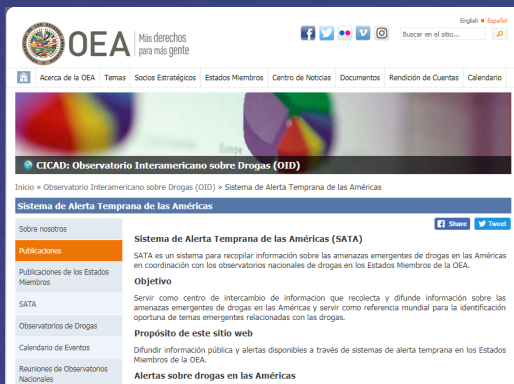 English Español
OEA Más derechos
para más gente
Buscar en el sitio...
Acerca de la OEA Temas Socios Estratégicos Estados Miembros Centro de Noticias Documentos Rendición de Cuentas Calendario
Europe
CICAD: Observatorio Interamericano sobre Drogas (OID)
Inicio » Observatorio Interamericano sobre Drogas (OID) » Sistema de Alerta Temprana de las Américas
Sistema de Alerta Temprana de las Américas
Sobre nosotros
Publicaciones
Publicaciones de los Estados
Miembros
SATA
Observatorios de Drogas
Calendario de Eventos
Reuniones de Observatorios
Nacionales
Share Tweet
Sistema de Alerta Temprana de las Américas (SATA)
SATA es un sistema para recopilar información sobre las amenazas emergentes de drogas en las Américas
en coordinación con los observatorios nacionales de drogas en los Estados Miembros de la OEA.
Objetivo
Servir como centro de intercambio de informacion que recolecta y difunde información sobre las
amenazas emergentes de drogas en las Américas y servir como referencia mundial para la identificación
oportuna de temas emergentes relacionadas con las drogas.
Propósito de este sitio web
Difundir información pública y alertas disponibles a través de sistemas de alerta temprana en los Estados
Miembros de la OEA.
Alertas sobre drogas en las Américas